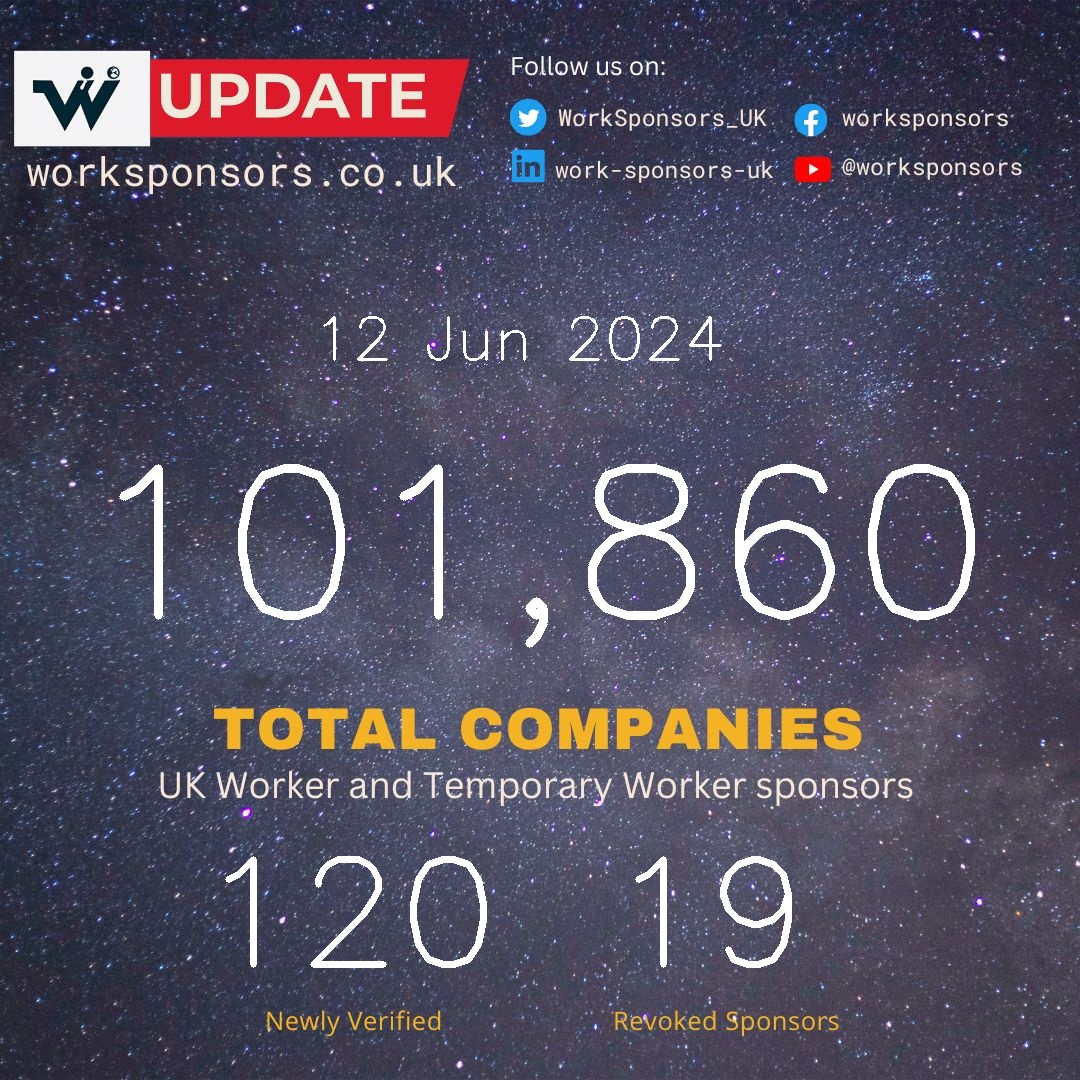 UPDATE
worksponsors.co.uk
Follow us on:
WorkSponsors_UK
worksponsors
work-sponsors-uk
@worksponsors
12 Jun 2024
101,860
TOTAL COMPANIES
UK Worker and Temporary Worker sponsors
120
19
Newly Verified
Revoked Sponsors